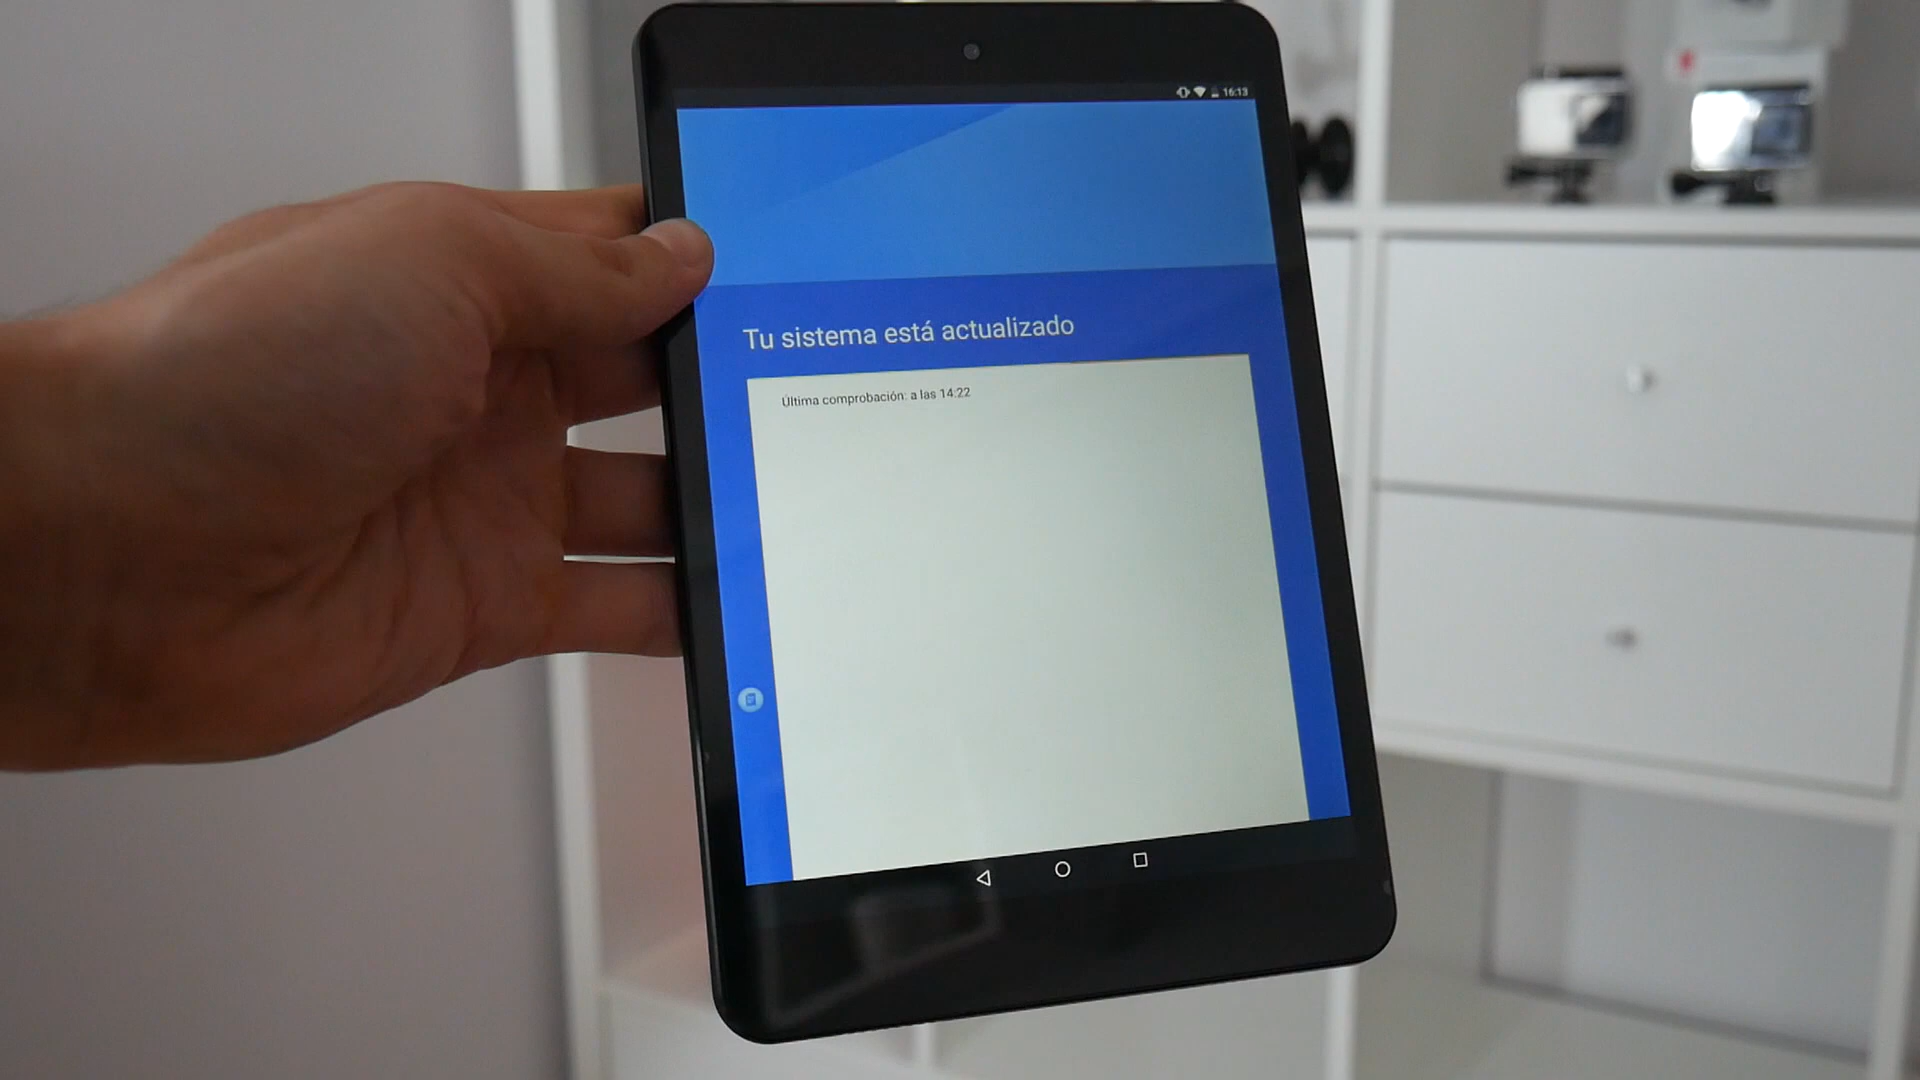 16:13
Tu sistema está actualizado
Última comprobación: a las 14:22